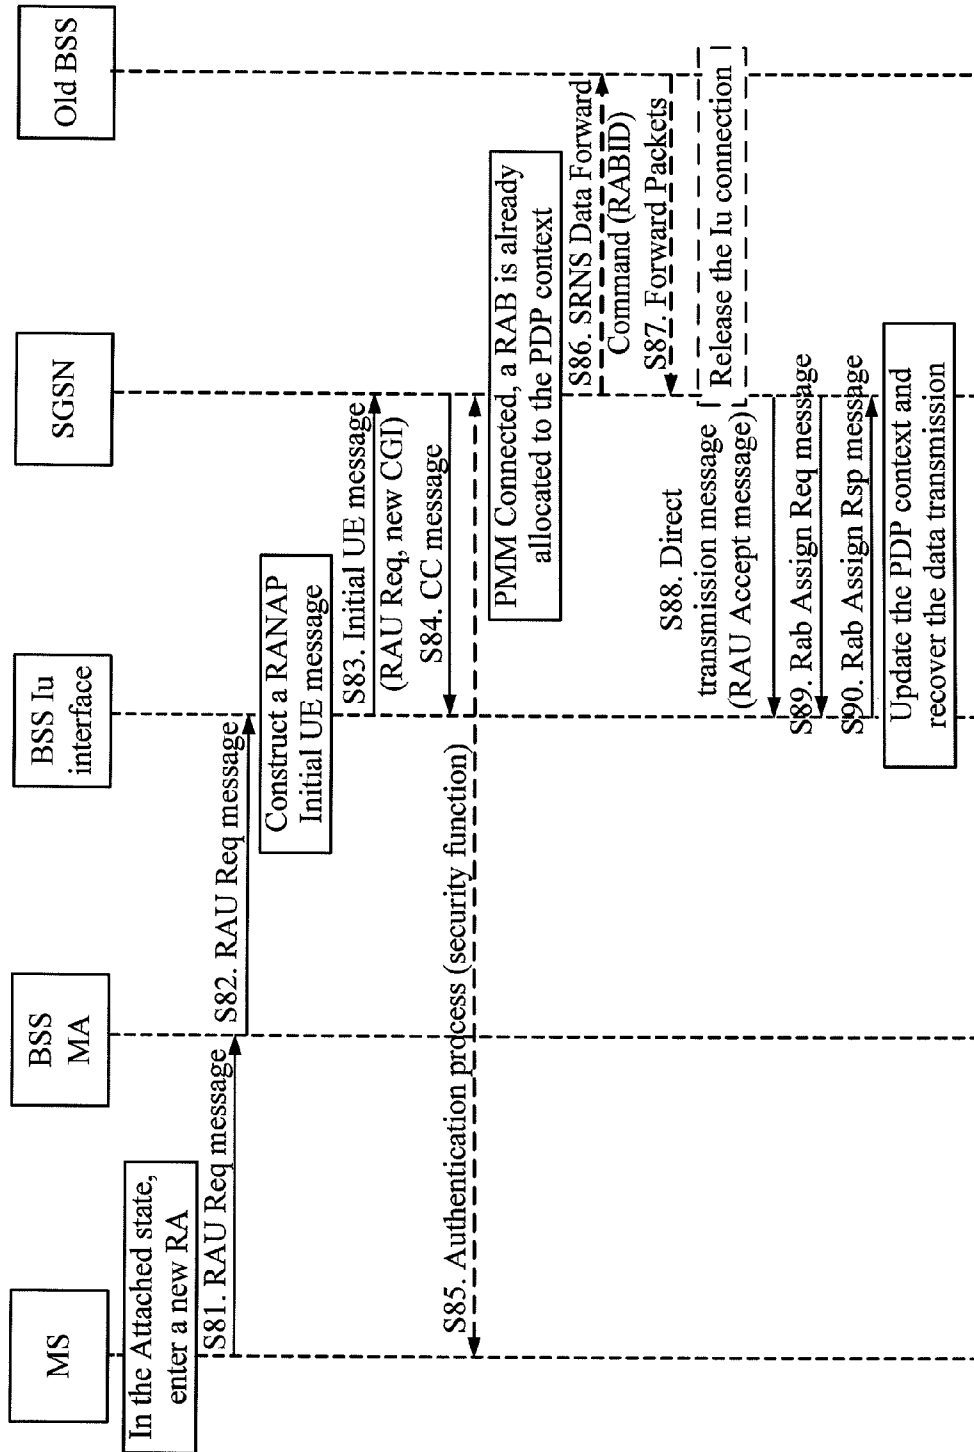 MS
BSS
MA
BSS Iu
interface
SGSN
Old BSS
In the Attached state,
enter a new RA
S81. RAU Req message
S82. RAU Req message
Construct a RANAP
Initial UE message
S83. Initial UE message
(RAU Req, new CGI)
S84. CC message
S85. Authentication process (security function)
PMM Connected, a RAB is already
allocated to the PDP context
S86. SRNS Data Forward
Command (RABID)
S87. Forward Packets
Release the Iu connection
S88. Direct
transmission message
(RAU Accept message)
S89. Rab Assign Req message
S90. Rab Assign Rsp message
Update the PDP context and
recover the data transmission